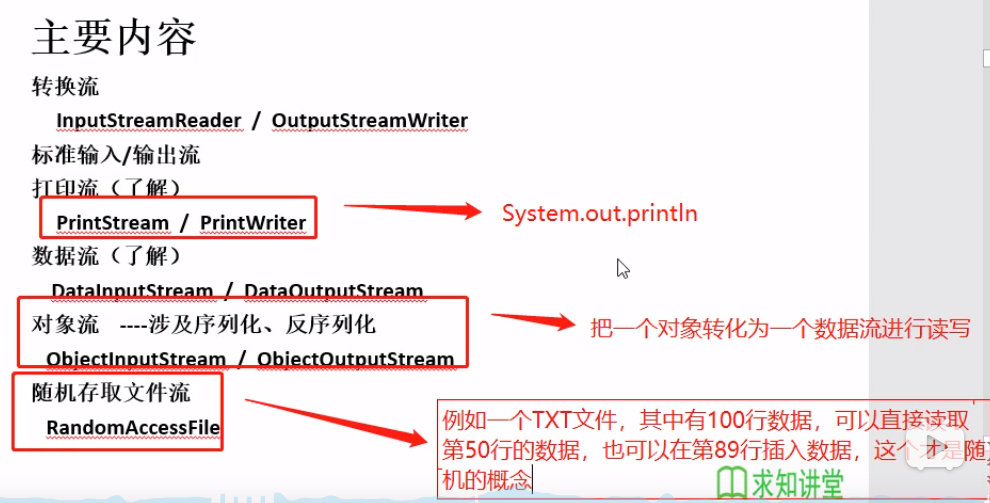 主要内容
转换流
InputStreamReader / OutputStreamWriter
标准输入/输出流
打印流（了解）
PrintStream / PrintWriter
System.out.println
数据流（了解）
DataInputStream / DataOutputStream
对象流 ----涉及序列化、反序列化
把一个对象转化为一个数据流进行读写
ObjectInputStream / ObjectOutputStream
随机存取文件流
RandomAccessFile
例如一个TXT文件，其中有100行数据，可以直接读取
第50行的数据，也可以在第89行插入数据，这个才是随
机的概念
求知讲堂